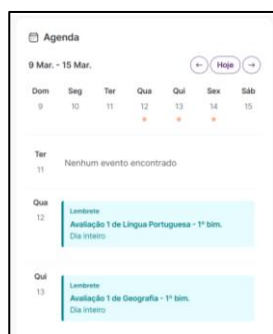 Agenda
9 Mar. - 15 Mar.
← Hoje →
Dom Seg Ter Qua Qui Sex Sáb
9 10 11 12 13 14 15
Ter
11
Nenhum evento encontrado
Qua
12
Lembrete
Avaliação 1 de Língua Portuguesa - 1º bim.
Dia inteiro
Qui
13
Lembrete
Avaliação 1 de Geografia - 1º bim.
Dia inteiro